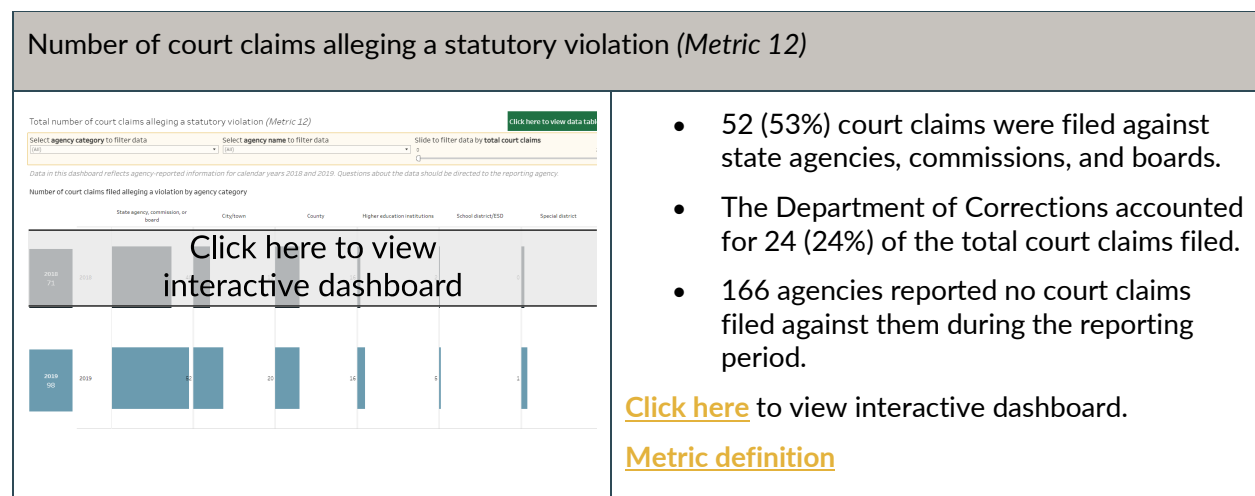 Number of court claims alleging a statutory violation (Metric 12)
Total number of court claims alleging a statutory violation (Metric 12)
Click here to view data tabl
Select agency category to filter data
Select agency name to filter data
Slide to filter data by total court claims
(All)
(All)
0
Data in this dashboard reflects agency-reported information for calendar years 2018 and 2019. Questions about the data should be directed to the reporting agency.
Number of court claims filed alleging a violation by agency category
State agency, commission, or
board
City/town
County
Higher education institutions
School district/ESD
Special district
Click here to view
interactive dashboard
2018
71
2018
2019
98
2019
52
20
16
1
• 52 (53%) court claims were filed against
state agencies, commissions, and boards.
• The Department of Corrections accounted
for 24 (24%) of the total court claims filed.
• 166 agencies reported no court claims
filed against them during the reporting
period.
Click here to view interactive dashboard.
Metric definition